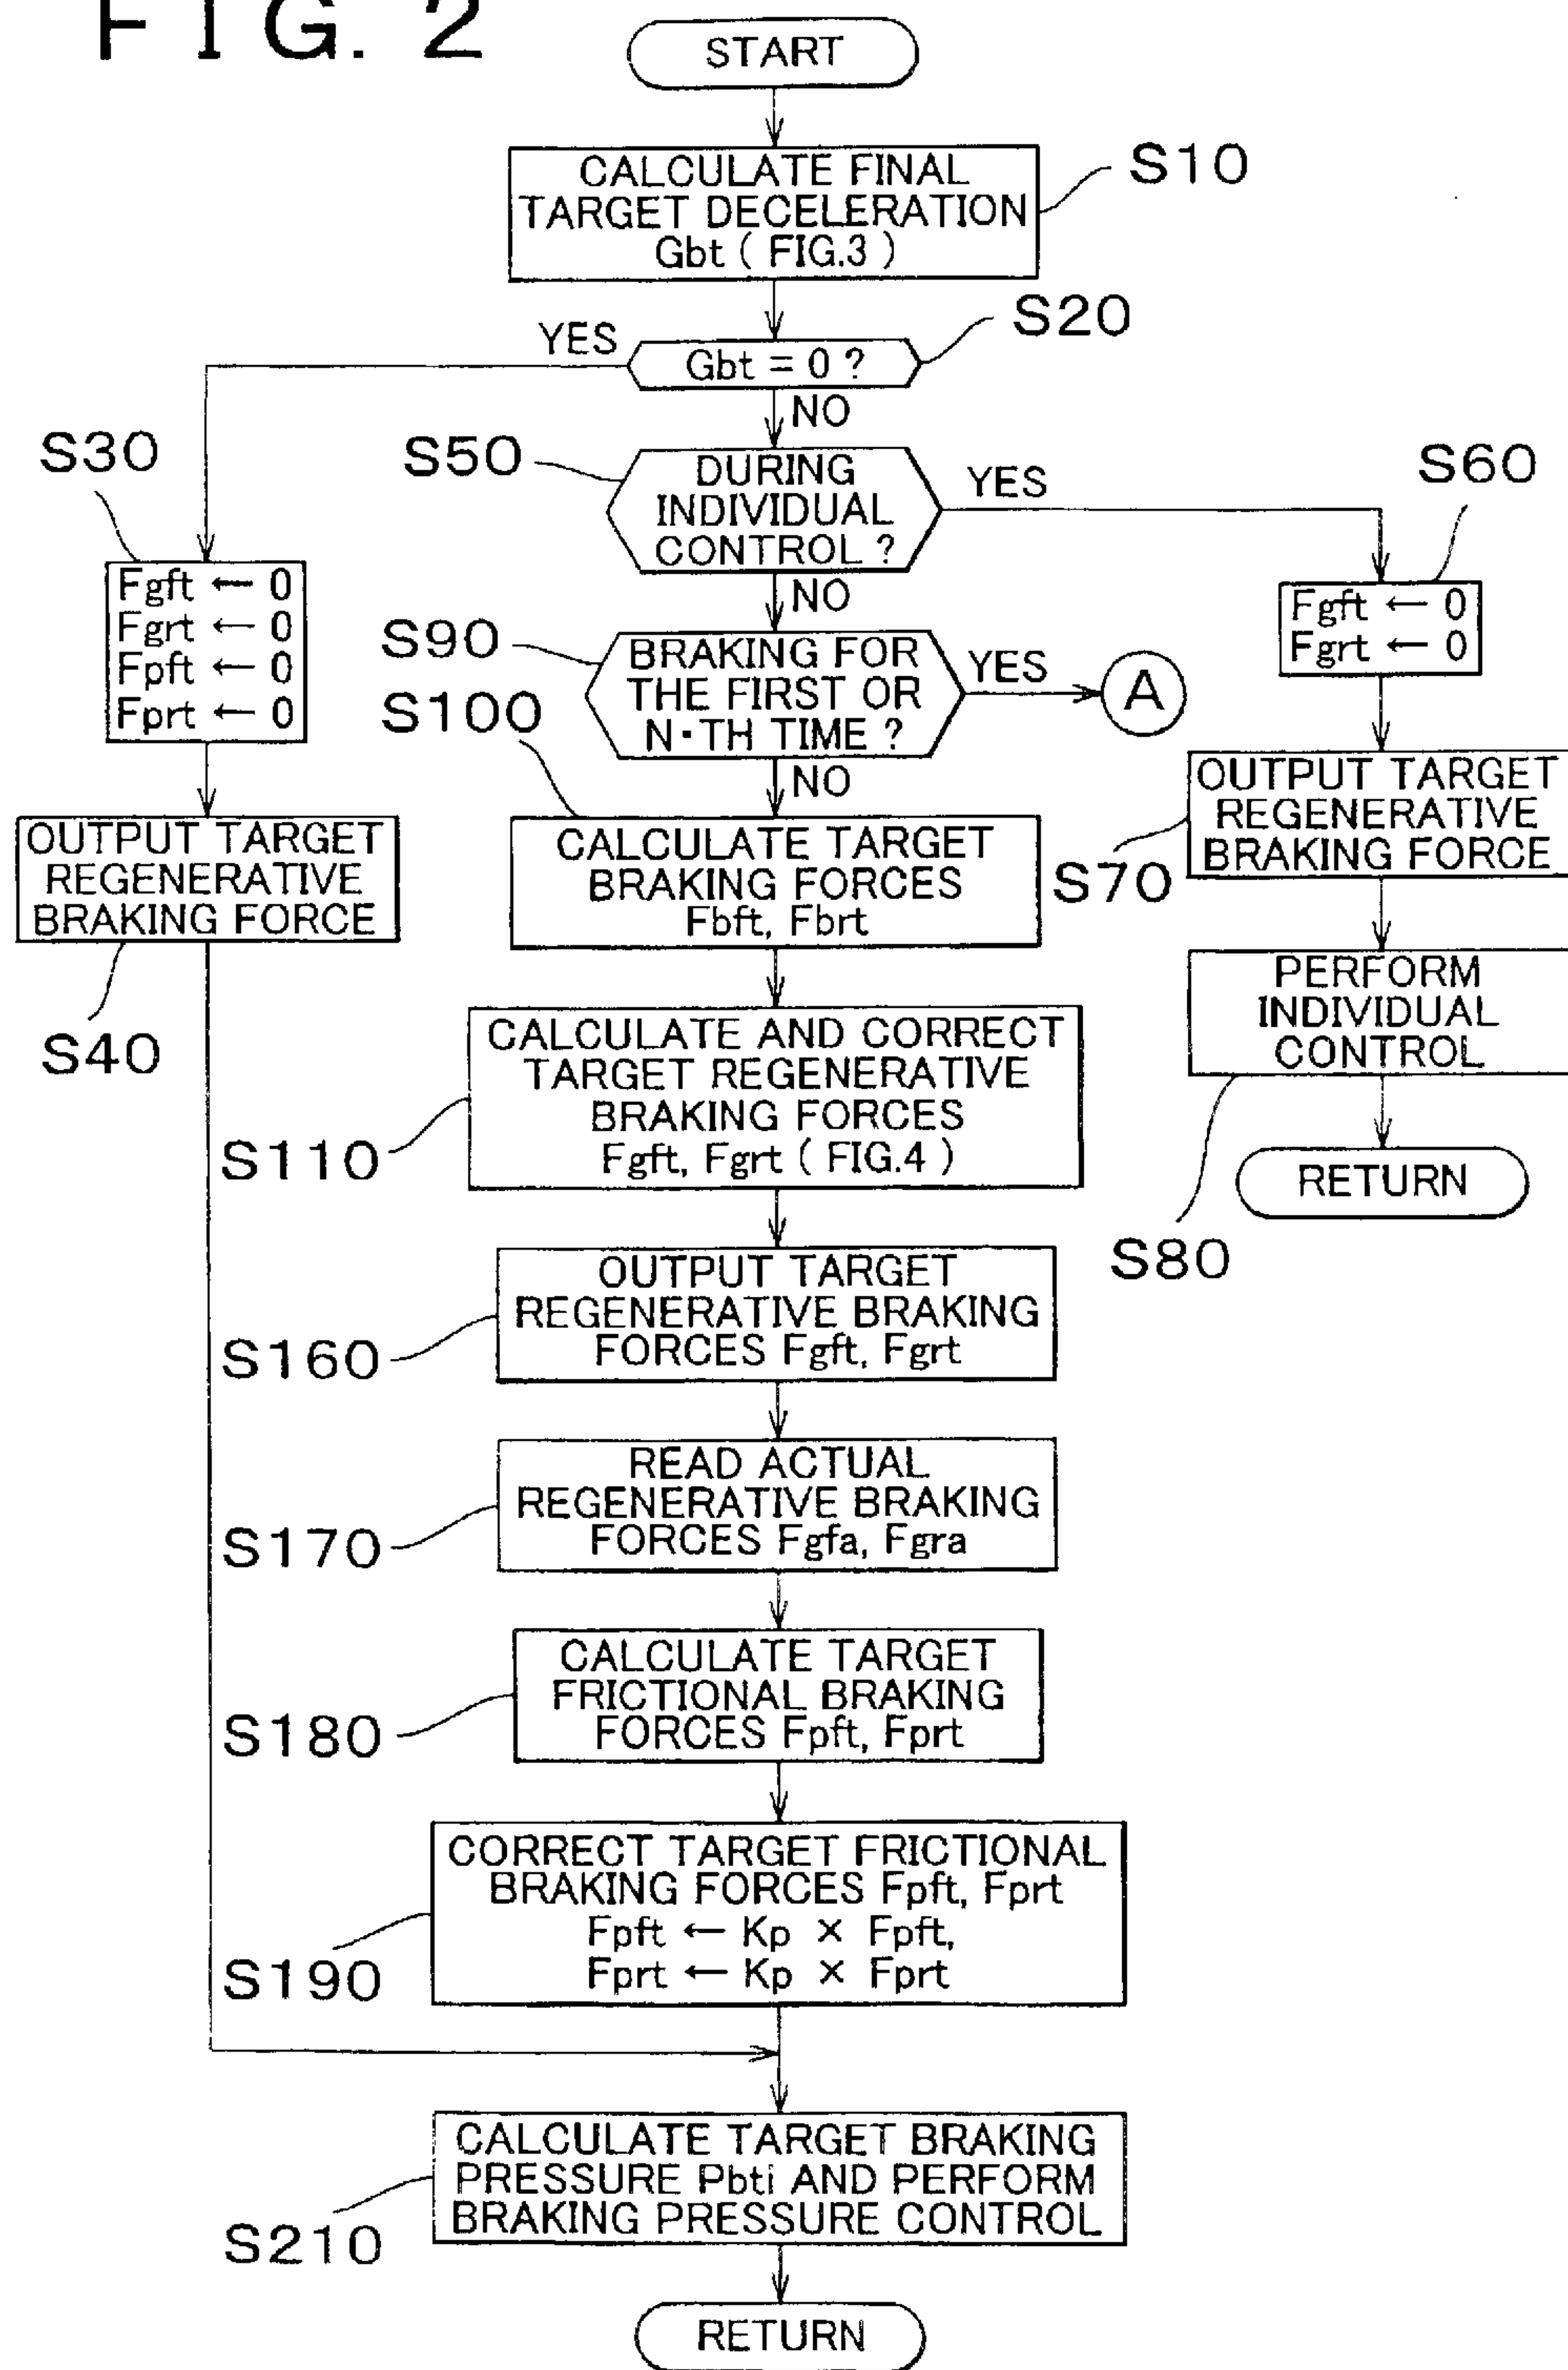 FIG. 2
START
CALCULATE FINAL
TARGET DECELERATION
Gbt ( FIG.3 )
S10
S20
YES
Gbt = 0 ?
NO
S30
S50
DURING
INDIVIDUAL
CONTROL ?
YES
S60
NO
Fgft ← 0
Fgrt ← 0
Fpft ← 0
Fprt ← 0
Fgft ← 0
Fgrt ← 0
S90
BRAKING FOR
THE FIRST OR
N·TH TIME ?
YES
A
S100
NO
OUTPUT TARGET
REGENERATIVE
BRAKING FORCE
S40
CALCULATE TARGET
BRAKING FORCES
Fbft, Fbrt
OUTPUT TARGET
REGENERATIVE
BRAKING FORCE
S70
PERFORM
INDIVIDUAL
CONTROL
S80
RETURN
CALCULATE AND CORRECT
TARGET REGENERATIVE
BRAKING FORCES
Fgft, Fgrt ( FIG.4 )
S110
OUTPUT TARGET
REGENERATIVE BRAKING
FORCES Fgft, Fgrt
S160
READ ACTUAL
REGENERATIVE BRAKING
FORCES Fgfa, Fgra
S170
CALCULATE TARGET
FRICTIONAL BRAKING
FORCES Fpft, Fprt
S180
CORRECT TARGET FRICTIONAL
BRAKING FORCES Fpft, Fprt
Fpft ← Kp × Fpft,
Fprt ← Kp × Fprt
S190
CALCULATE TARGET BRAKING
PRESSURE Pbti AND PERFORM
BRAKING PRESSURE CONTROL
S210
RETURN